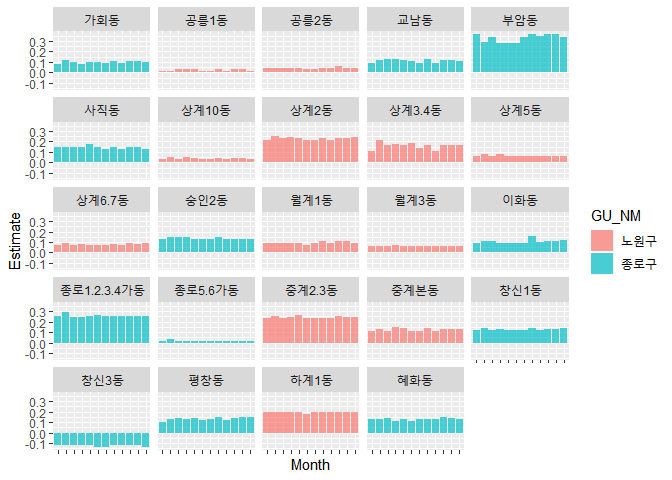 가회동 공릉1동 공릉2동 교남동 부암동
0.3
0.2
0.1
0.0
-0.1
사직동 상계10동 상계2동 상계3.4동 상계5동
0.3
0.2
0.1
0.0
-0.1
상계6.7동 숭인2동 월계1동 월계3동 이화동
0.3
0.2
0.1
0.0
-0.1
종로1.2.3.4가동 종로5.6가동 중계2.3동 중계본동 창신1동
0.3
0.2
0.1
0.0
-0.1
창신3동 평창동 하계1동 혜화동
0.3
0.2
0.1
0.0
-0.1
Estimate
Month
GU_NM
노원구
종로구